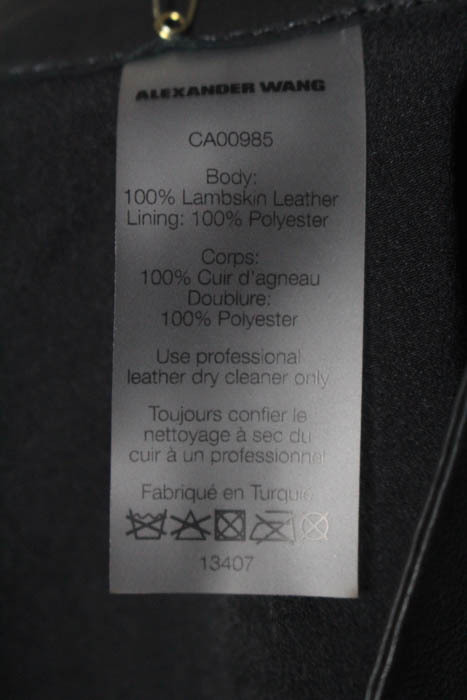 ALEXANDER WANG
CA00985
Body:
100% Lambskin Leather
Lining: 100% Polyester
Corps:
100% Cuir d'agneau
Doublure:
100% Polyester
Use professional
leather dry cleaner only
Toujours confier le
nettoyage à sec du
cuir à un professionnel
Fabriqué en Turquie
13407